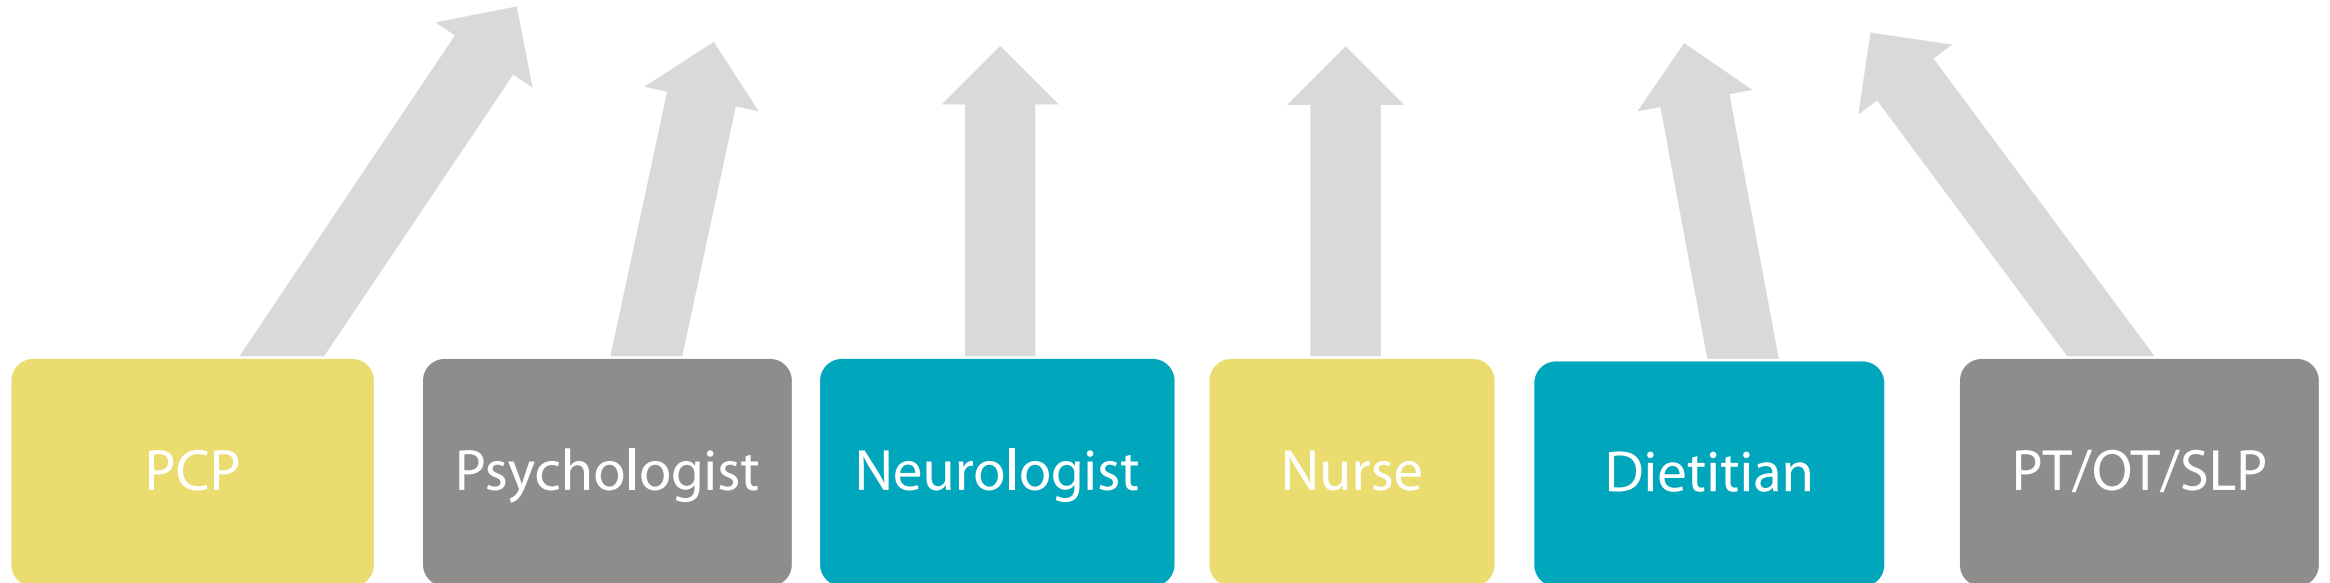 PCP
Psychologist
Neurologist
Nurse
Dietitian
PT/OT/SLP